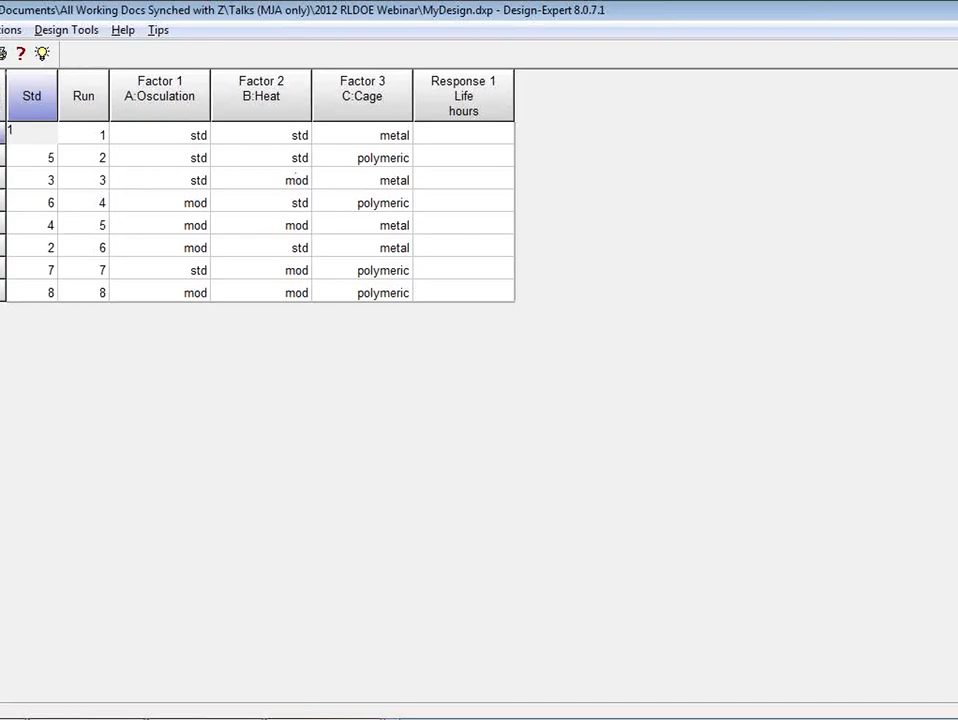 Documents\All Working Docs Synched with Z\Talks (MJA only)\2012 RLDOE Webinar\MyDesign.dxp - Design-Expert 8.0.7.1
Design Tools Help Tips
Std Run Factor 1 A:Osculation Factor 2 B:Heat Factor 3 C:Cage Response 1 Life hours
1 1 std std metal
5 2 std std polymeric
3 3 std mod metal
6 4 mod std polymeric
4 5 mod mod metal
2 6 mod std metal
7 7 std mod polymeric
8 8 mod mod polymeric